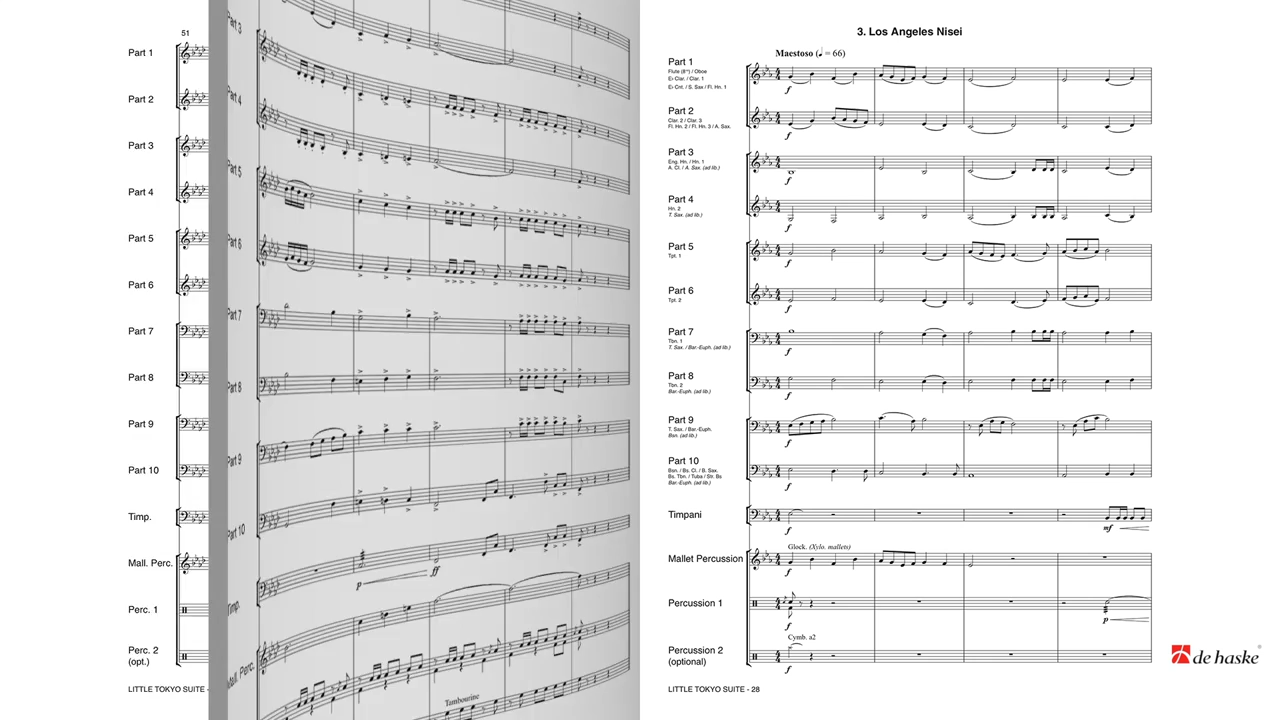 51
Part 1
Part 2
Part 3
Part 4
Part 5
Part 6
Part 7
Part 8
Part 9
Part 10
Timp.
Mall. Perc.
Perc. 1
Perc. 2
(opt.)
LITTLE TOKYO SUITE -
Part 3
Part 4
Part 5
Part 6
Part 7
Part 8
Part 9
Part 10
Timp.
Mall. Perc.
p
ff
Tambourine
3. Los Angeles Nisei
Maestoso (♩ = 66)
Part 1
Flute (8va) / Oboe
E♭ Clar. / Clar. 1
E♭ Cnt. / S. Sax / Fl. Hn. 1
f
Part 2
Clar. 2 / Clar. 3
Fl. Hn. 2 / Fl. Hn. 3 / A. Sax.
f
Part 3
Eng. Hn. / Hn. 1
A. Cl. / A. Sax. (ad lib.)
f
Part 4
Hn. 2
T. Sax. (ad lib.)
f
Part 5
Tpt. 1
f
Part 6
Tpt. 2
f
Part 7
Tbn. 1
T. Sax. / Bar.-Euph. (ad lib.)
f
Part 8
Tbn. 2
Bar.-Euph. (ad lib.)
f
Part 9
T. Sax / Bar.-Euph.
Bsn. (ad lib.)
f
Part 10
Bsn. / Bs. Cl. / B. Sax.
Bs. Tbn. / Tuba / Str. Bs
Bar.-Euph. (ad lib.)
f
Timpani
f
mf
Mallet Percussion
Glock. (Xylo. mallets)
f
Percussion 1
f
p
Percussion 2
(optional)
Cymb. a2
f
LITTLE TOKYO SUITE - 28
de haske®